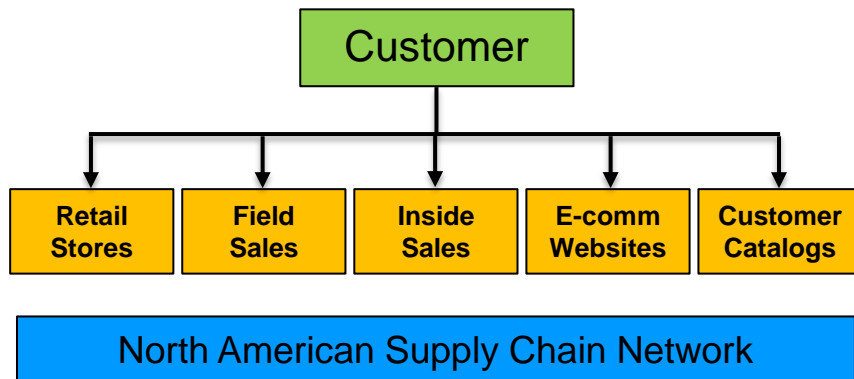 Customer
Retail
Stores
Field
Sales
Inside
Sales
E-comm
Websites
Customer
Catalogs
North American Supply Chain Network